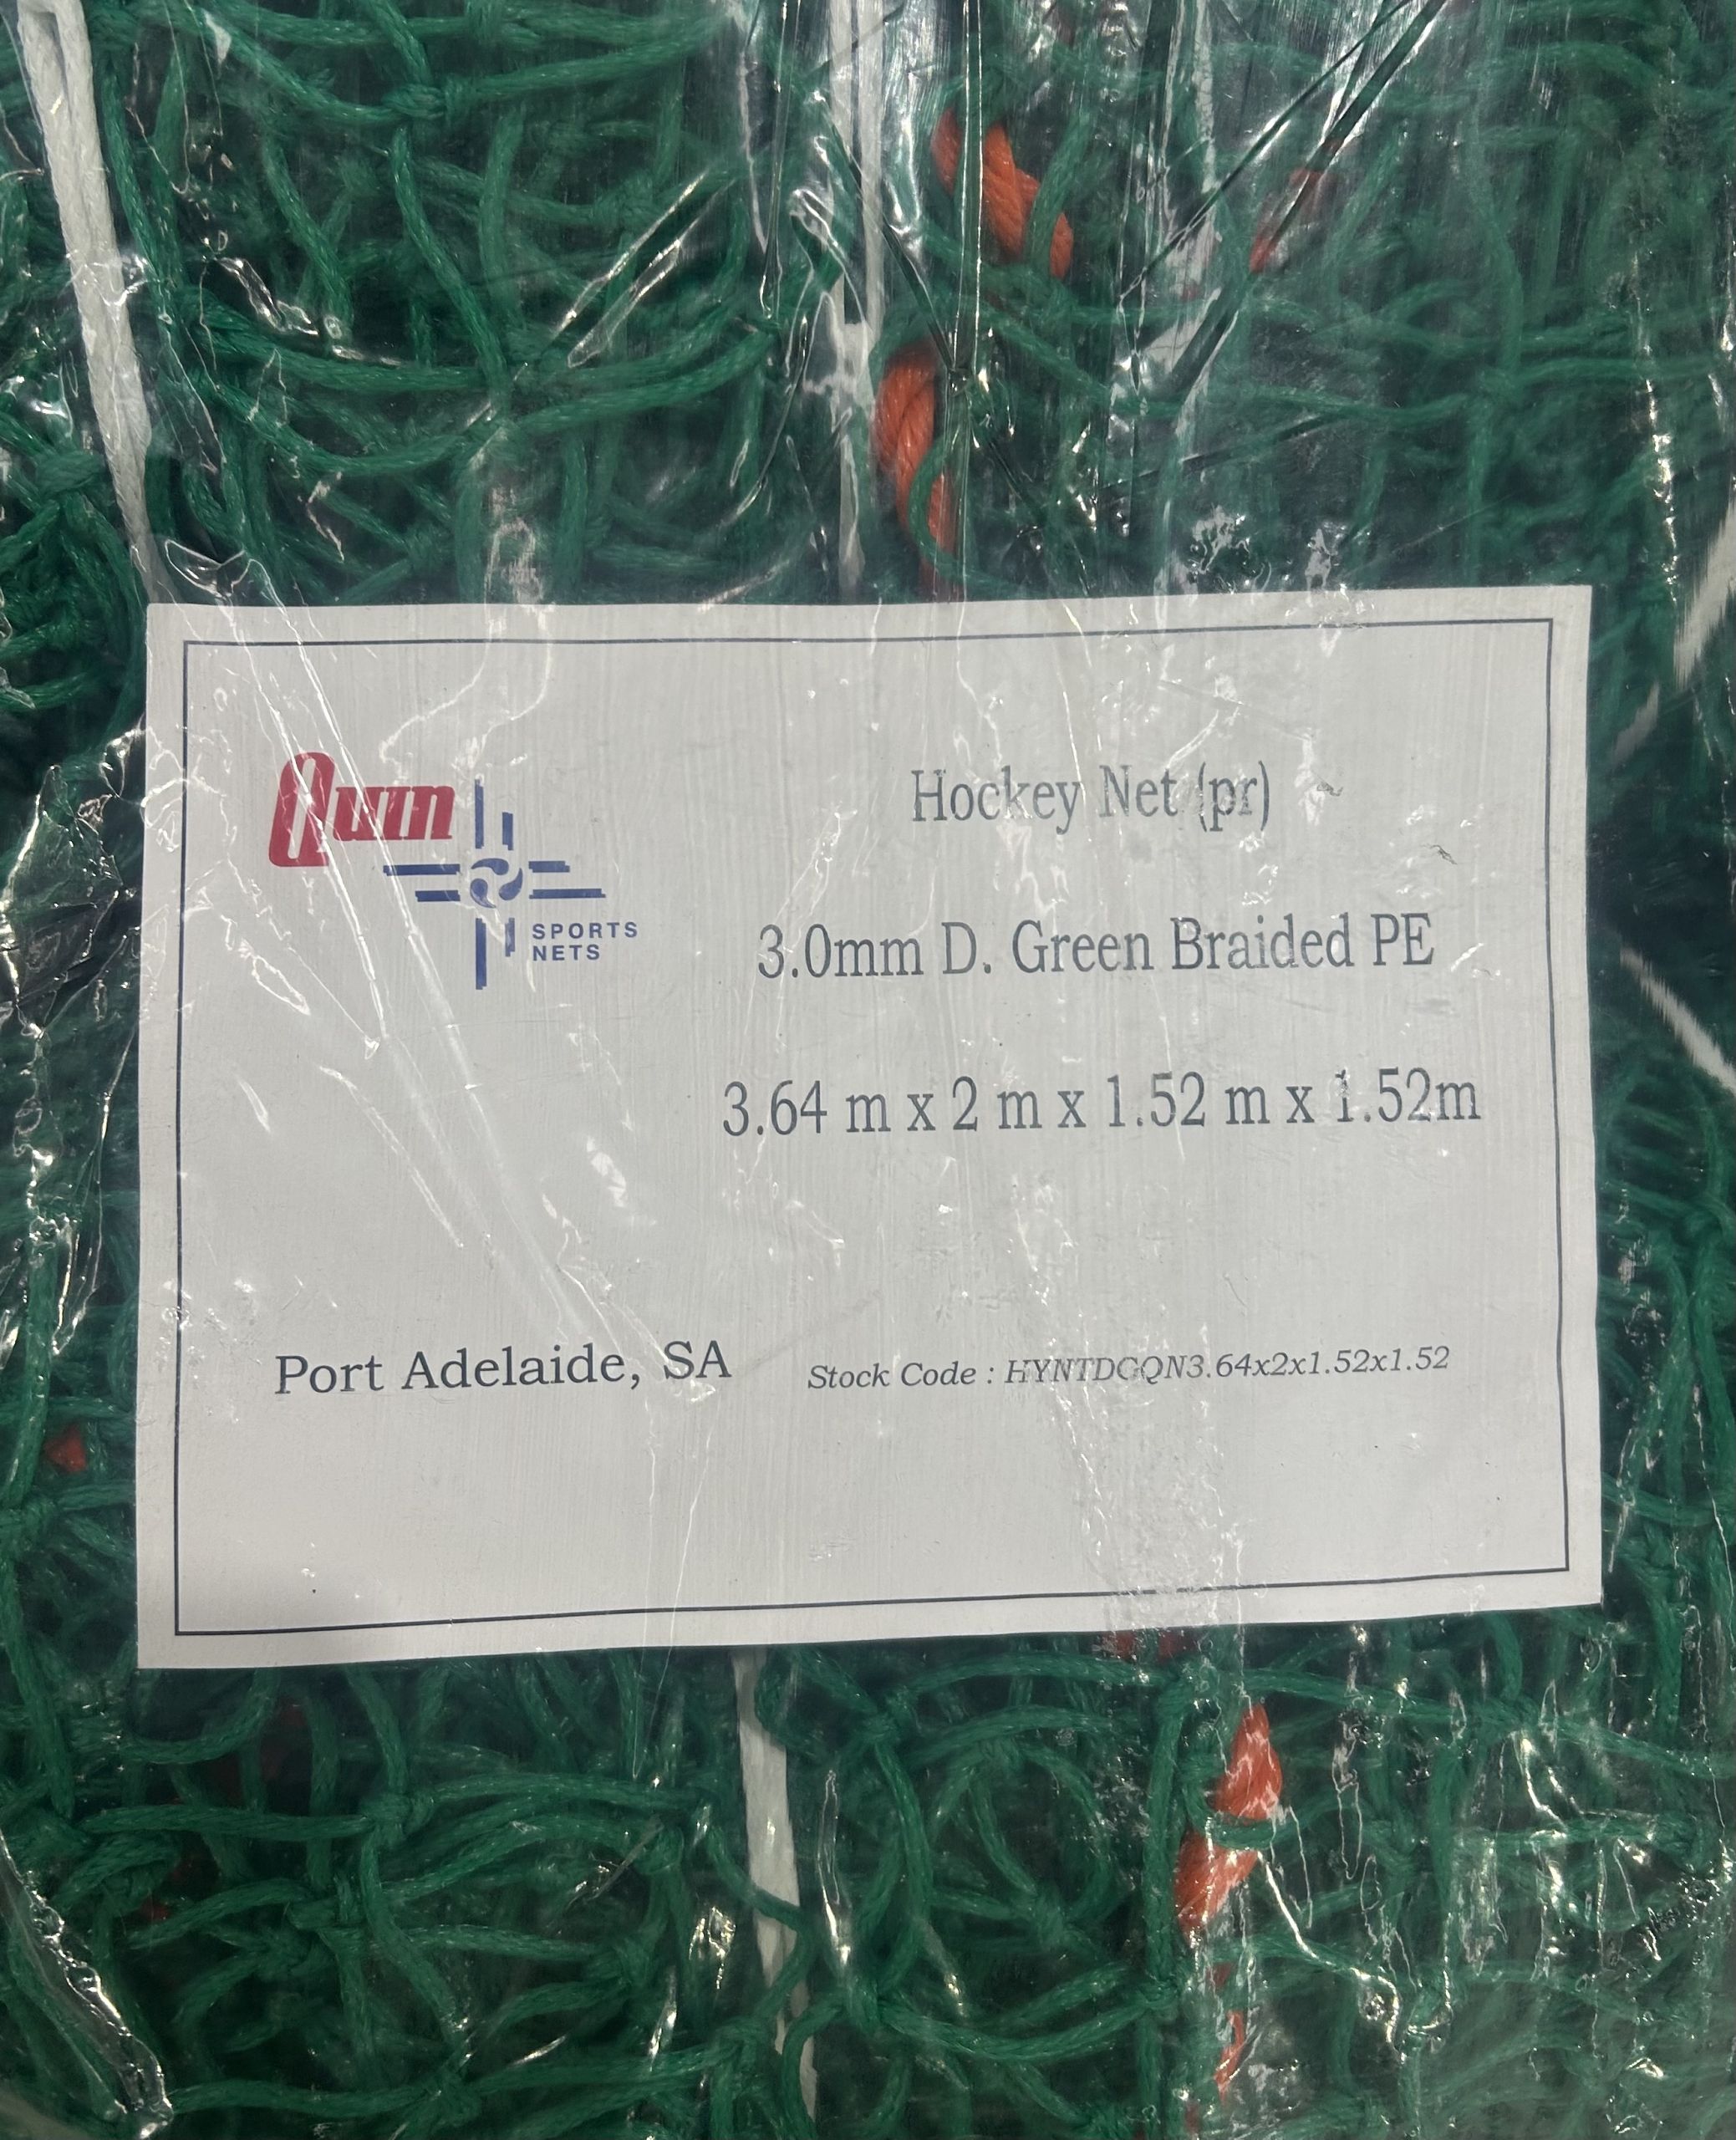 Quin
SPORTS
NETS
Hockey Net (pr)
3.0mm D. Green Braided PE
3.64 m x 2 m x 1.52 m x 1.52m
Port Adelaide, SA
Stock Code : HYNTDGQN3.64x2x1.52x1.52